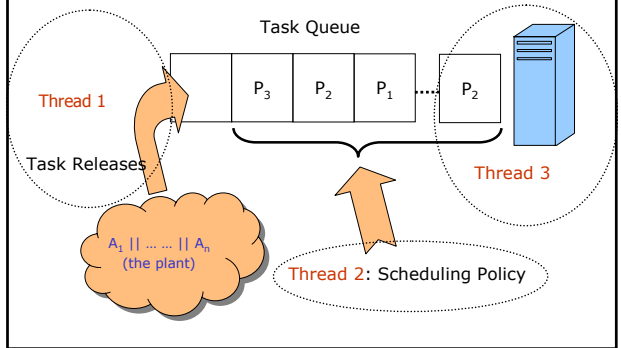 Task Queue
Thread 1
P3 P2 P1 P2
Task Releases
Thread 3
A1 || ... ... || An
(the plant)
Thread 2: Scheduling Policy